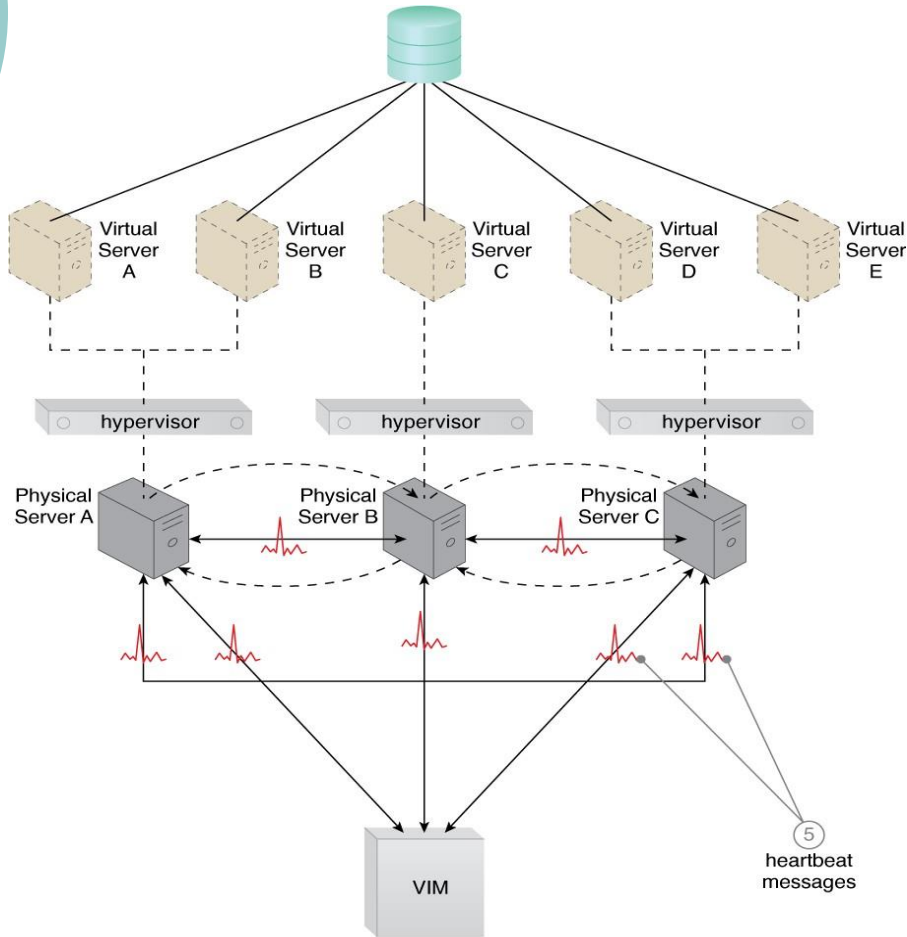 Virtual
Server
A
Virtual
Server
B
Virtual
Server
C
Virtual
Server
D
Virtual
Server
E
hypervisor
hypervisor
hypervisor
Physical
Server A
Physical
Server B
Physical
Server C
VIM
5
heartbeat
messages